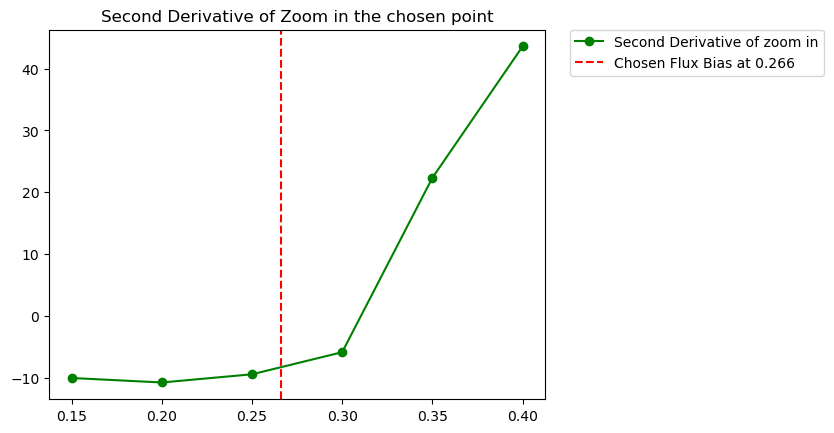 Second Derivative of Zoom in the chosen point
Second Derivative of zoom in
Chosen Flux Bias at 0.266
40
30
20
10
0
−10
0.15 0.20 0.25 0.30 0.35 0.40